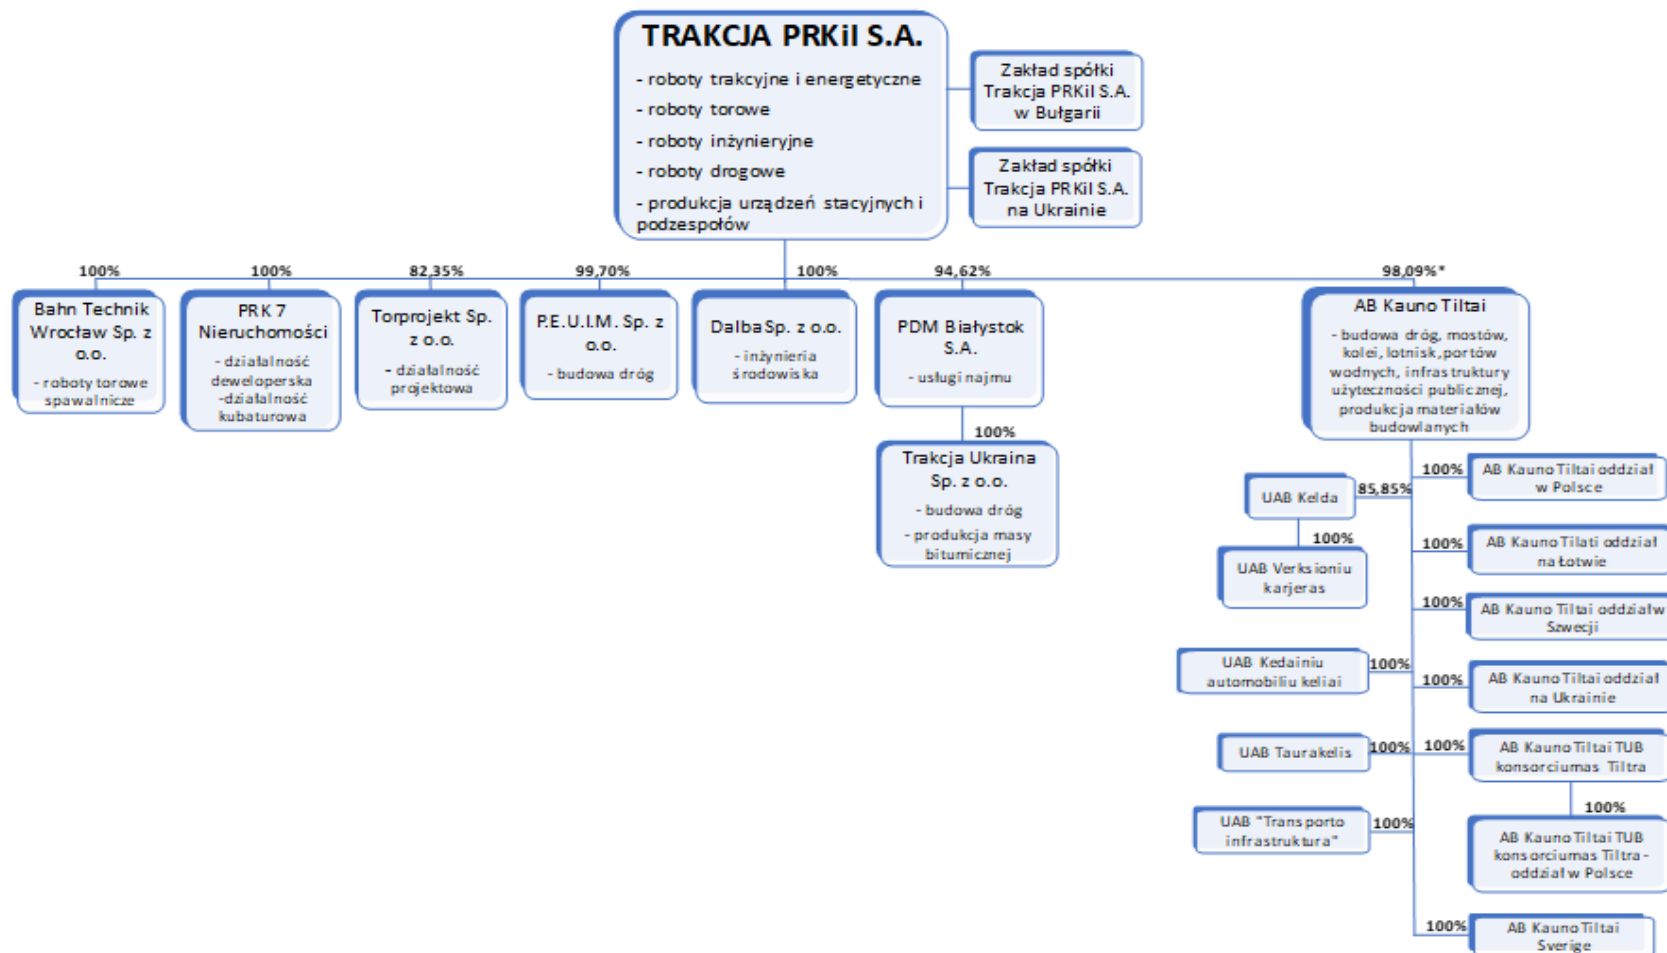 TRAKCJA PRKiI S.A.
- roboty trakcyjne i energetyczne
- roboty torowe
- roboty inżynieryjne
- roboty drogowe
- produkcja urządzeń stacyjnych i
podzespołów
Zakład spółki
Trakcja PRKiI S.A.
w Bułgarii
Zakład spółki
Trakcja PRKiI S.A.
na Ukrainie
100%
Bahn Technik
Wrocław Sp. z
o.o.
- roboty torowe
spawalnicze
100%
PRK 7
Nieruchomości
- działalność
deweloperska
-działalność
kubaturowa
82,35%
Torprojekt Sp.
z o.o.
- działalność
projektowa
99,70%
P.E.U.I.M. Sp. z
o.o.
- budowa dróg
100%
Dalba Sp. z o.o.
- inżynieria
środowiska
94,62%
PDM Białystok
S.A.
- usługi najmu
100%
Trakcja Ukraina
Sp. z o.o.
- budowa dróg
- produkcja masy
bitumicznej
98,09%*
AB Kauno Tiltai
- budowa dróg, mostów,
kolei, lotnisk, portów
wodnych, infrastruktury
użyteczności publicznej,
produkcja materiałów
budowlanych
85,85%
UAB Kelda
100%
UAB Verksioniu
karjeras
100%
UAB Kedainiu
automobiliu keliai
100%
UAB Taurakelis
100%
UAB "Transporto
infrastruktura"
100%
AB Kauno Tiltai oddział
w Polsce
100%
AB Kauno Tilati oddział
na Łotwie
100%
AB Kauno Tiltai oddział w
Szwecji
100%
AB Kauno Tiltai oddział
na Ukrainie
100%
AB Kauno Tiltai TUB
konsorciumas Tiltra
100%
AB Kauno Tiltai TUB
konsorciumas Tiltra -
oddział w Polsce
100%
AB Kauno Tiltai
Sverige